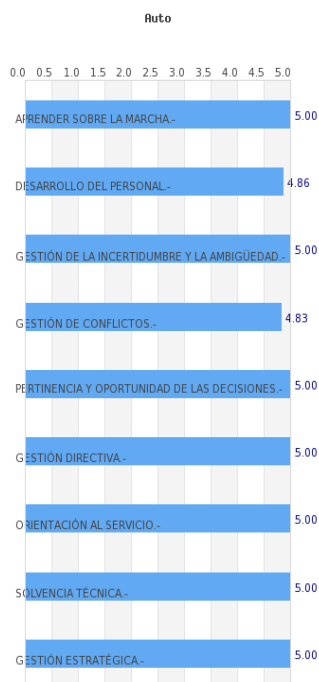 Auto
0.0 0.5 1.0 1.5 2.0 2.5 3.0 3.5 4.0 4.5 5.0
APRENDER SOBRE LA MARCHA.- 5.00
DESARROLLO DEL PERSONAL.- 4.86
GESTIÓN DE LA INCERTIDUMBRE Y LA AMBIGÜEDAD.- 5.00
GESTIÓN DE CONFLICTOS.- 4.83
PERTINENCIA Y OPORTUNIDAD DE LAS DECISIONES.- 5.00
GESTIÓN DIRECTIVA.- 5.00
ORIENTACIÓN AL SERVICIO.- 5.00
SOLVENCIA TÉCNICA.- 5.00
GESTIÓN ESTRATÉGICA.- 5.00